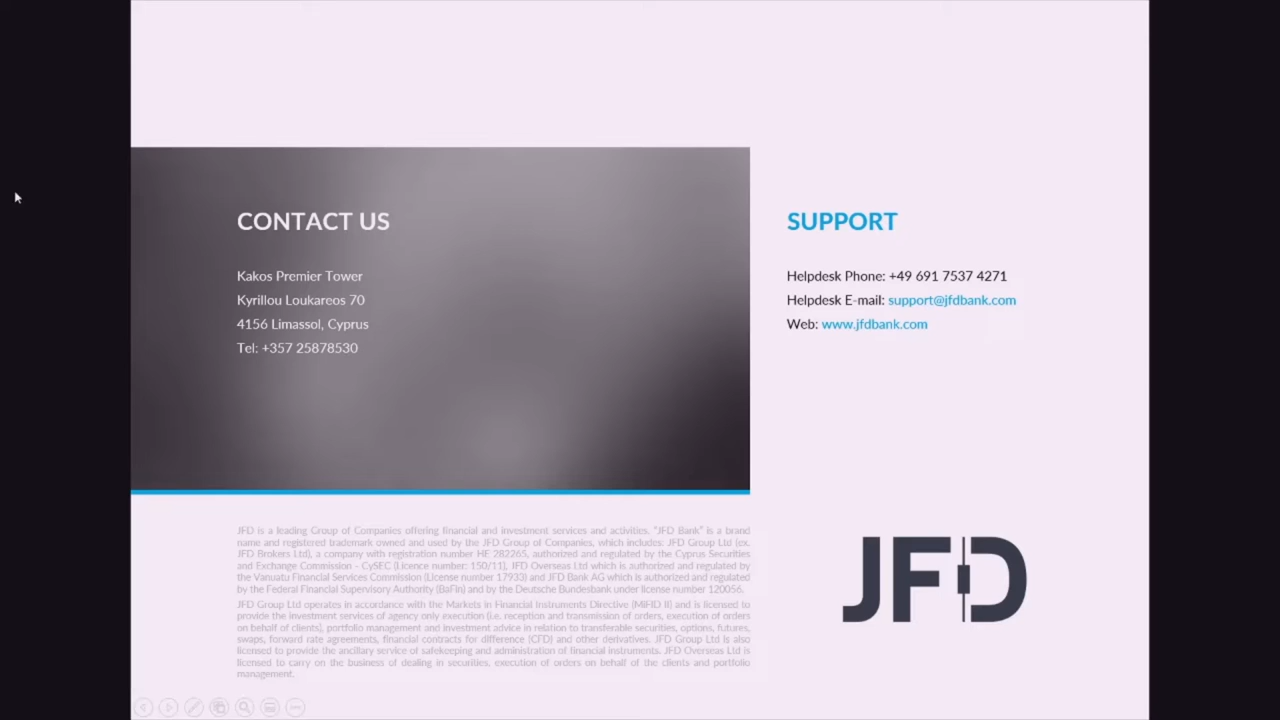 CONTACT US
Kakos Premier Tower
Kyrillou Loukareos 70
4156 Limassol, Cyprus
Tel: +357 25878530
SUPPORT
Helpdesk Phone: +49 691 7537 4271
Helpdesk E-mail: support@jfdbank.com
Web: www.jfdbank.com
JFD is a leading Group of Companies offering financial and investment services and activities. "JFD Bank" is a brand
name and registered trademark owned and used by the JFD Group of Companies, which includes: JFD Group Ltd (ex.
JFD Brokers Ltd), a company with registration number HE 282265, authorized and regulated by the Cyprus Securities
and Exchange Commission - CySEC (Licence number: 150/11), JFD Overseas Ltd which is authorized and regulated by
the Vanuatu Financial Services Commission (License number 17933) and JFD Bank AG which is authorized and regulated
by the Federal Financial Supervisory Authority (BaFin) and by the Deutsche Bundesbank under license number 120056.
JFD Group Ltd operates in accordance with the Markets in Financial Instruments Directive (MiFID II) and is licensed to
provide the investment services of agency only execution (i.e. reception and transmission of orders, execution of orders
on behalf of clients), portfolio management and investment advice in relation to transferable securities, options, futures,
swaps, forward rate agreements, financial contracts for difference (CFD) and other derivatives. JFD Group Ltd is also
licensed to provide the ancillary service of safekeeping and administration of financial instruments. JFD Overseas Ltd is
licensed to carry on the business of dealing in securities, execution of orders on behalf of the clients and portfolio
management.
JFD